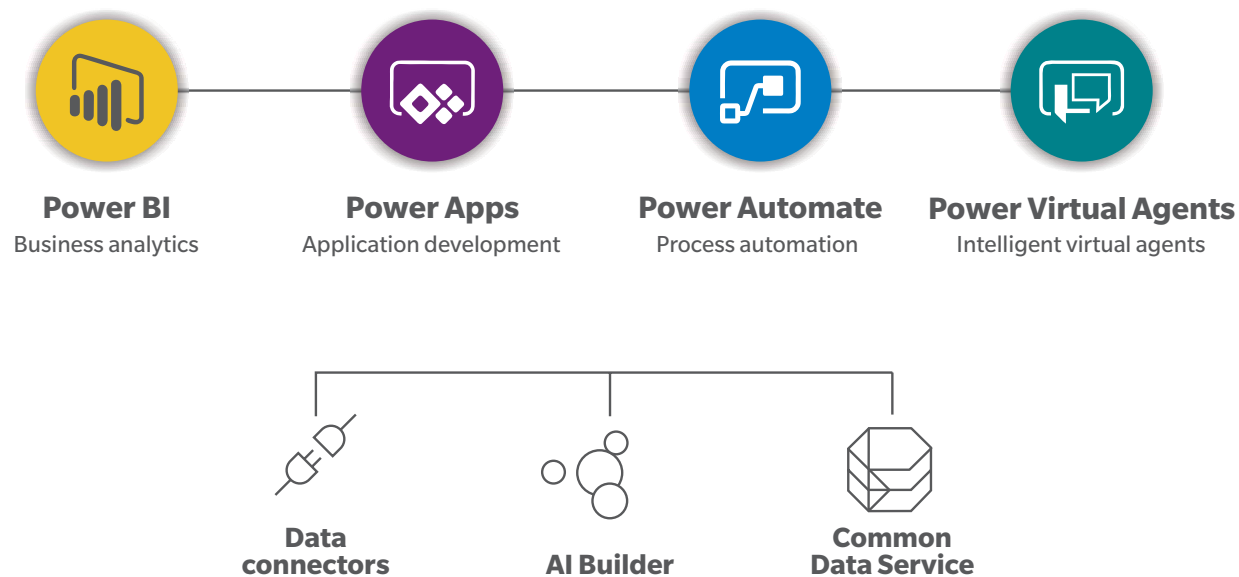 Power BI
Business analytics
Power Apps
Application development
Power Automate
Process automation
Power Virtual Agents
Intelligent virtual agents
Data
connectors
AI Builder
Common
Data Service